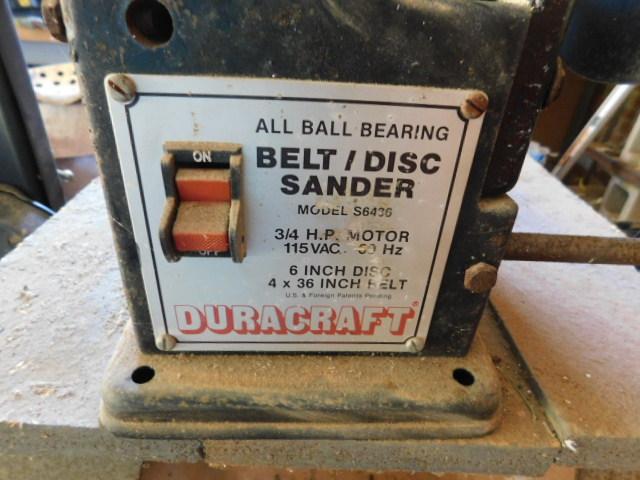 ALL BALL BEARING
BELT / DISC
SANDER
MODEL S6436
ON
3/4 H.P. MOTOR
115VAC. 60 Hz
OFF
6 INCH DISC
4 x 36 INCH BELT
U.S. & Foreign Patents Pending
DURACRAFT®